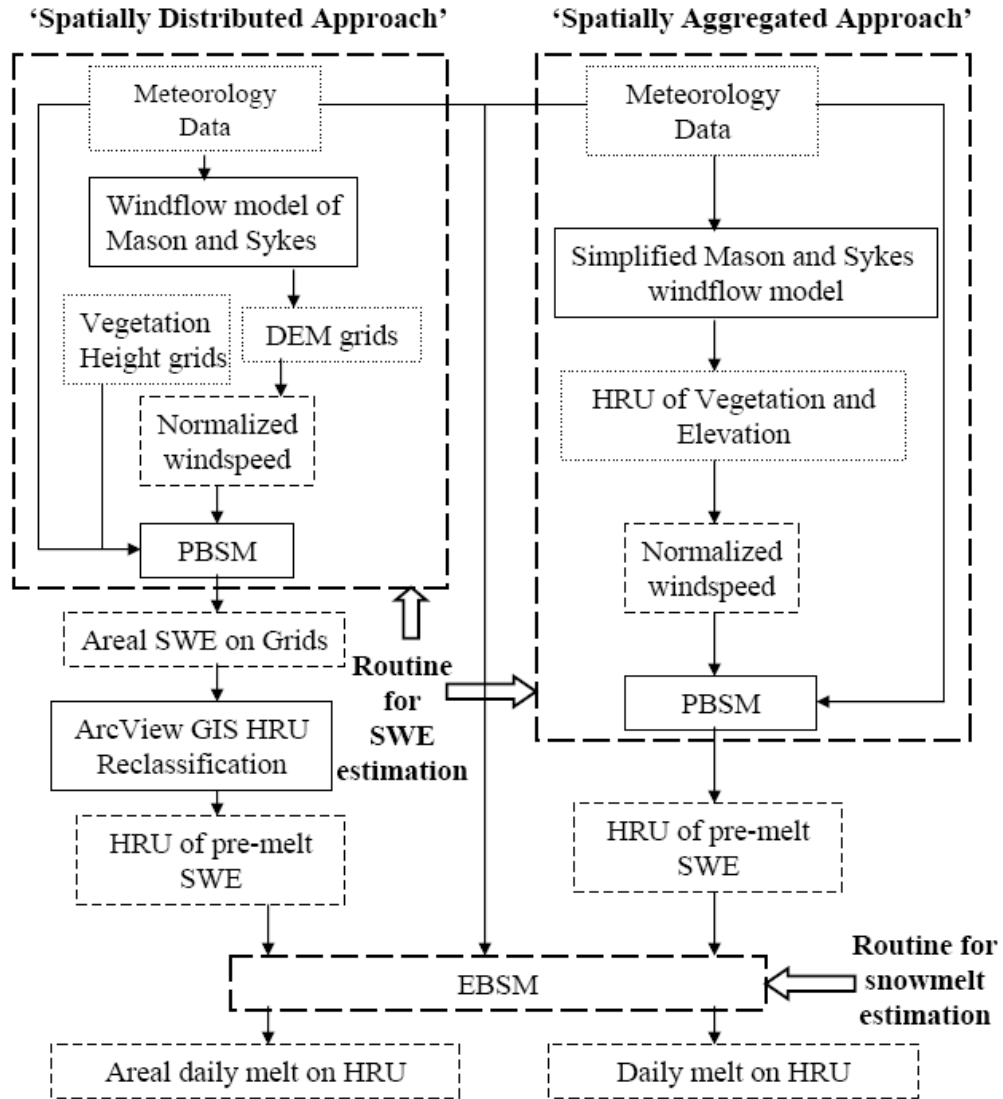 ‘Spatially Distributed Approach’
‘Spatially Aggregated Approach’
Meteorology
Data
Windflow model of
Mason and Sykes
Vegetation
Height grids
DEM grids
Normalized
windspeed
PBSM
Areal SWE on Grids
ArcView GIS HRU
Reclassification
HRU of pre-melt
SWE
Meteorology
Data
Simplified Mason and Sykes
windflow model
HRU of Vegetation and
Elevation
Normalized
windspeed
PBSM
HRU of pre-melt
SWE
Routine
for
SWE
estimation
EBSM
Routine for
snowmelt
estimation
Areal daily melt on HRU
Daily melt on HRU